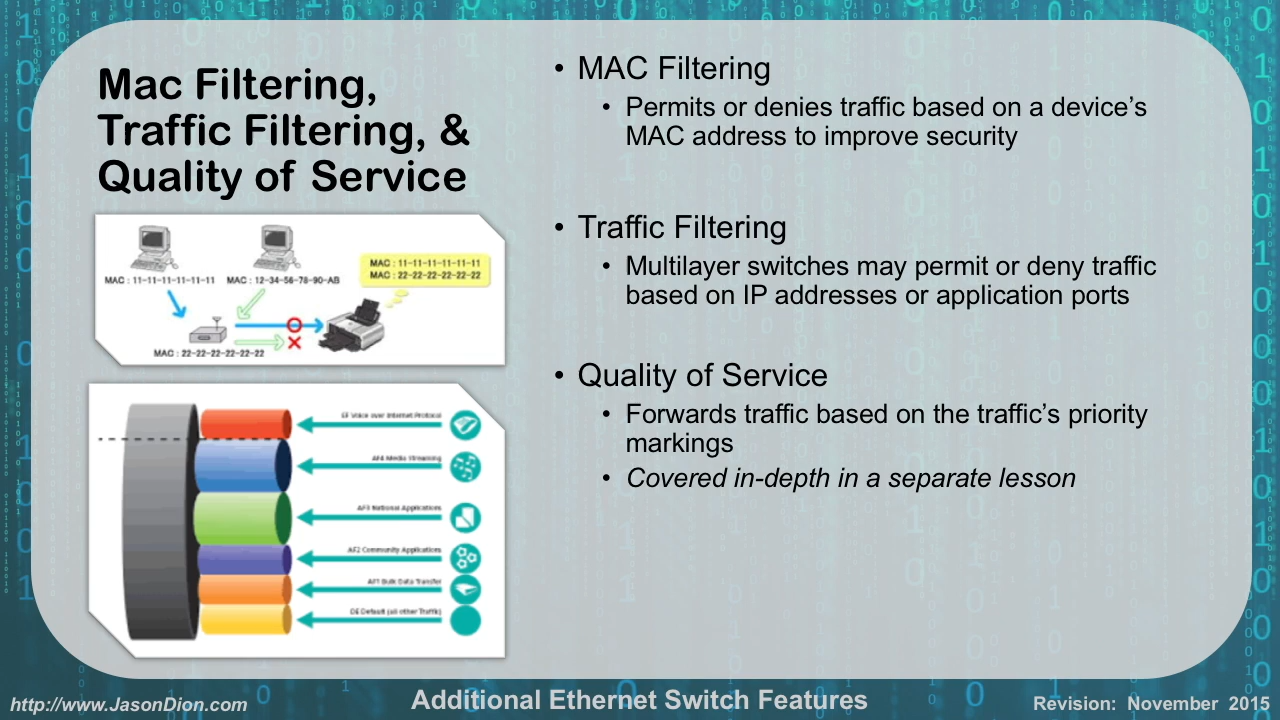 Mac Filtering,
Traffic Filtering, &
Quality of Service
MAC : 11-11-11-11-11-11
MAC : 12-34-56-78-90-AB
MAC : 11-11-11-11-11-11
MAC : 22-22-22-22-22-22
MAC : 22-22-22-22-22-22
EF Voice over Internet Protocol
AF4 Media Streaming
AF3 National Applications
AF2 Community Applications
AF1 Bulk Data Transfer
DE Default (all other Traffic)
• MAC Filtering
• Permits or denies traffic based on a device’s
MAC address to improve security
• Traffic Filtering
• Multilayer switches may permit or deny traffic
based on IP addresses or application ports
• Quality of Service
• Forwards traffic based on the traffic’s priority
markings
• Covered in-depth in a separate lesson
http://www.JasonDion.com
Additional Ethernet Switch Features
Revision: November 2015